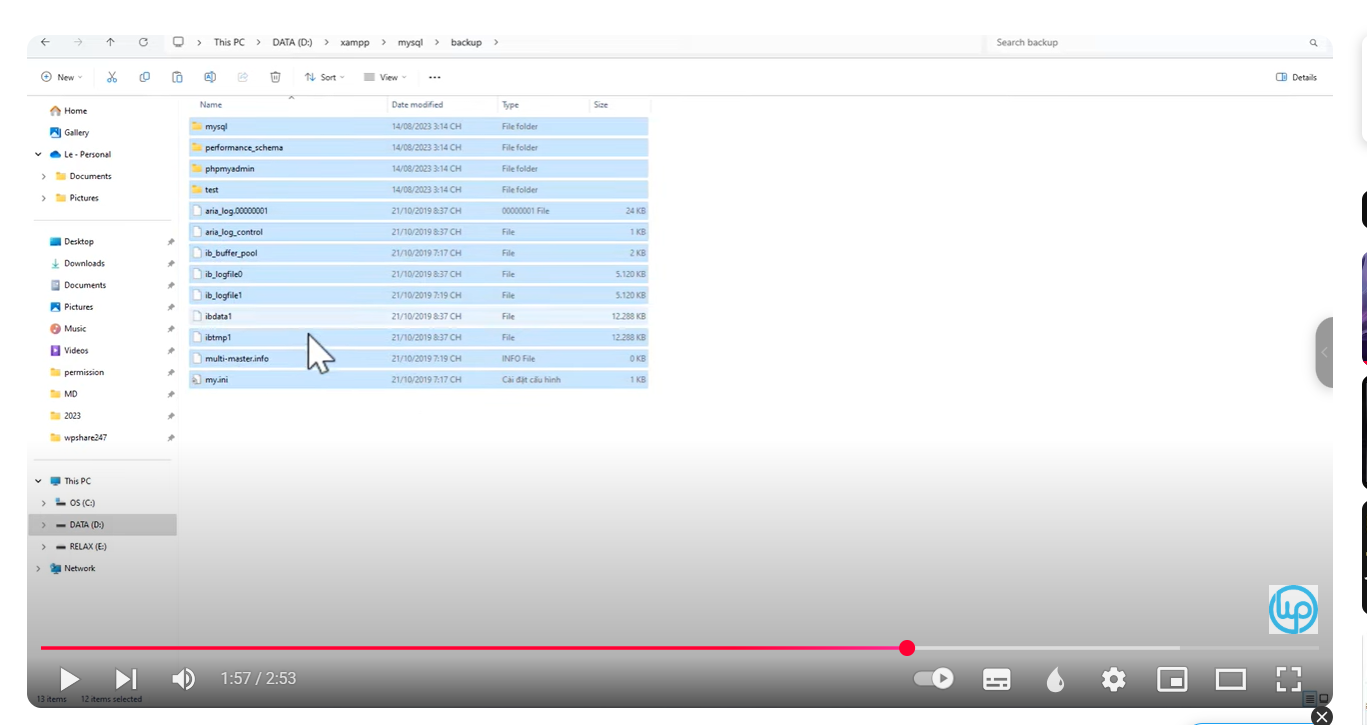 This PC > DATA (D:) > xampp > mysql > backup >
Search backup
New
Sort
View
Details
Name Date modified Type Size
Home
Gallery
Le - Personal
Documents
Pictures
Desktop
Downloads
Documents
Pictures
Music
Videos
permission
MD
2023
wpshare247
This PC
OS (C:)
DATA (D:)
RELAX (E:)
Network
mysql 14/08/2023 3:14 CH File folder
performance_schema 14/08/2023 3:14 CH File folder
phpmyadmin 14/08/2023 3:14 CH File folder
test 14/08/2023 3:14 CH File folder
aria_log.00000001 21/10/2019 8:37 CH 00000001 File 24 KB
aria_log_control 21/10/2019 8:37 CH File 1 KB
ib_buffer_pool 21/10/2019 7:17 CH File 2 KB
ib_logfile0 21/10/2019 8:37 CH File 5.120 KB
ib_logfile1 21/10/2019 7:19 CH File 5.120 KB
ibdata1 21/10/2019 8:37 CH File 12.288 KB
ibtmp1 21/10/2019 8:37 CH File 12.288 KB
multi-master.info 21/10/2019 7:19 CH INFO File 0 KB
my.ini 21/10/2019 7:17 CH Cài đặt cấu hình 1 KB
wp
1:57 / 2:53
13 items 12 items selected